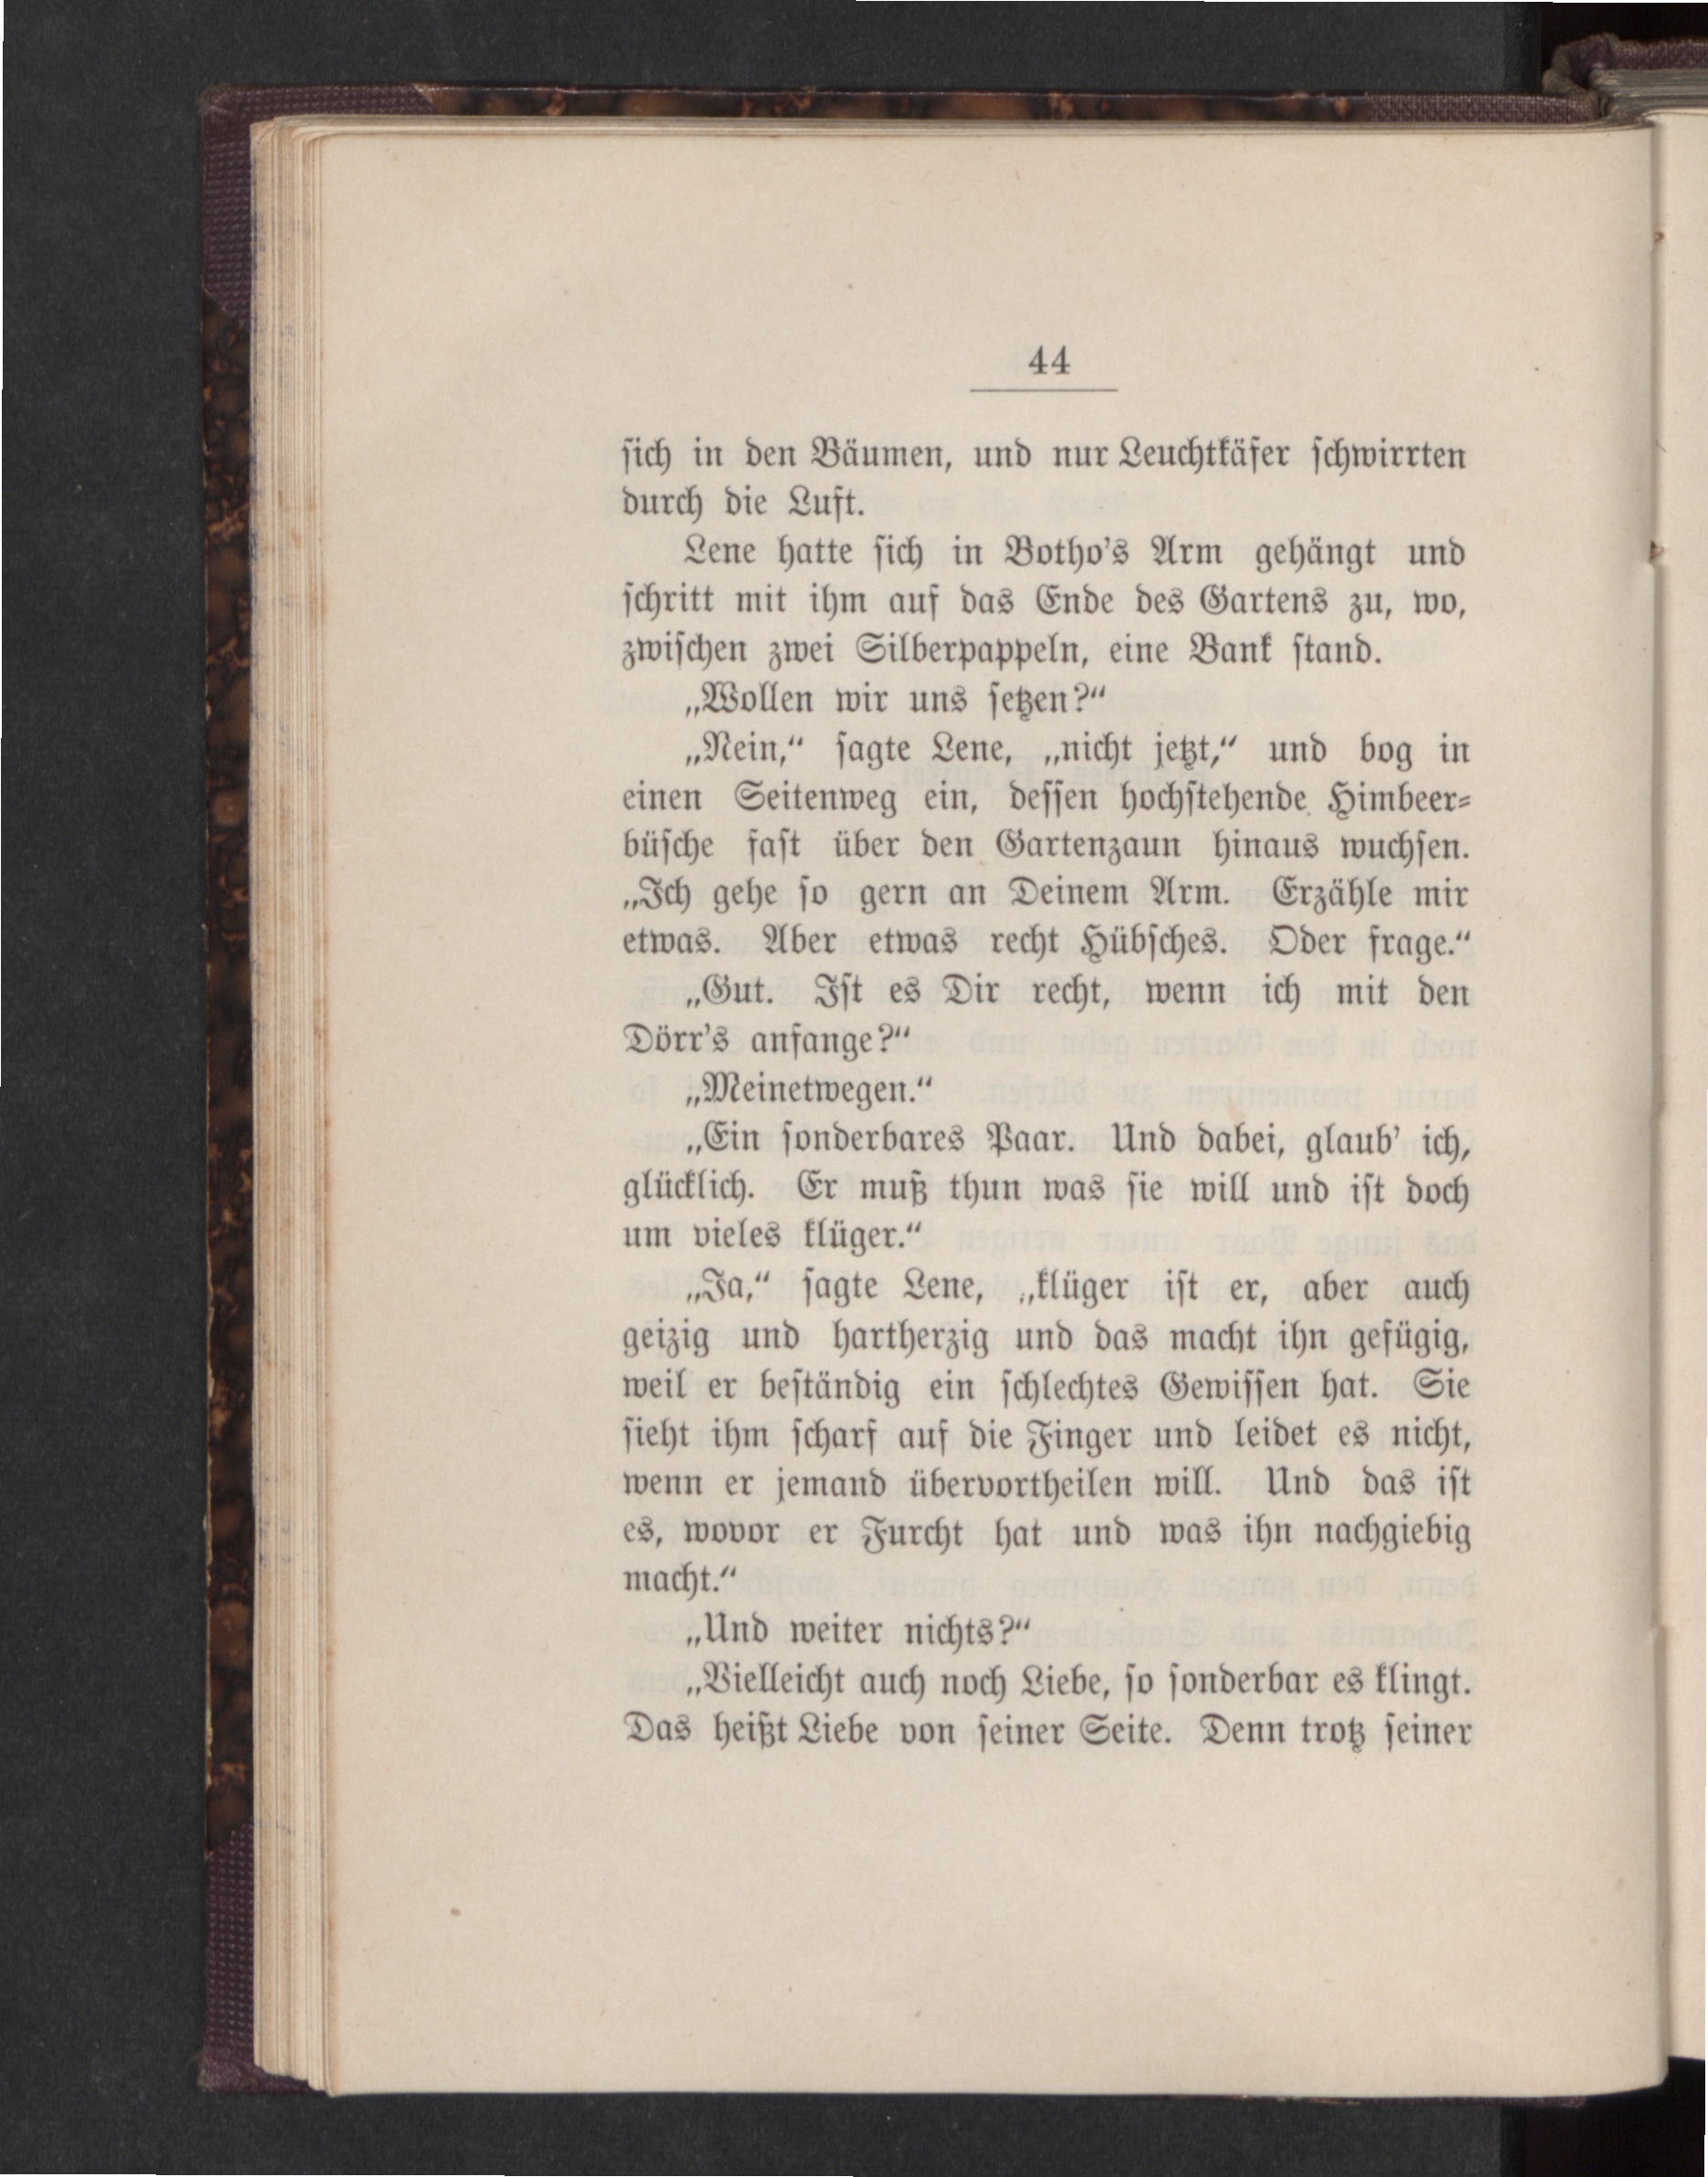 44
sich in den Bäumen, und nur Leuchtkäfer schwirrten
durch die Luft.
Lene hatte sich in Botho's Arm gehängt und
schritt mit ihm auf das Ende des Gartens zu, wo,
zwischen zwei Silberpappeln, eine Bank stand.
„Wollen wir uns setzen?“
„Nein,“ sagte Lene, „nicht jetzt,“ und bog in
einen Seitenweg ein, dessen hochstehende Himbeer-
büsche fast über den Gartenzaun hinaus wuchsen.
„Ich gehe so gern an Deinem Arm. Erzähle mir
etwas. Aber etwas recht Hübsches. Oder frage.“
„Gut. Ist es Dir recht, wenn ich mit den
Dörr's anfange?“
„Meinetwegen.“
„Ein sonderbares Paar. Und dabei, glaub' ich,
glücklich. Er muß thun was sie will und ist doch
um vieles klüger.“
„Ja,“ sagte Lene, „klüger ist er, aber auch
geizig und hartherzig und das macht ihn gefügig,
weil er beständig ein schlechtes Gewissen hat. Sie
sieht ihm scharf auf die Finger und leidet es nicht,
wenn er jemand übervortheilen will. Und das ist
es, wovor er Furcht hat und was ihn nachgiebig
macht.“
„Und weiter nichts?“
„Vielleicht auch noch Liebe, so sonderbar es klingt.
Das heißt Liebe von seiner Seite. Denn trotz seiner